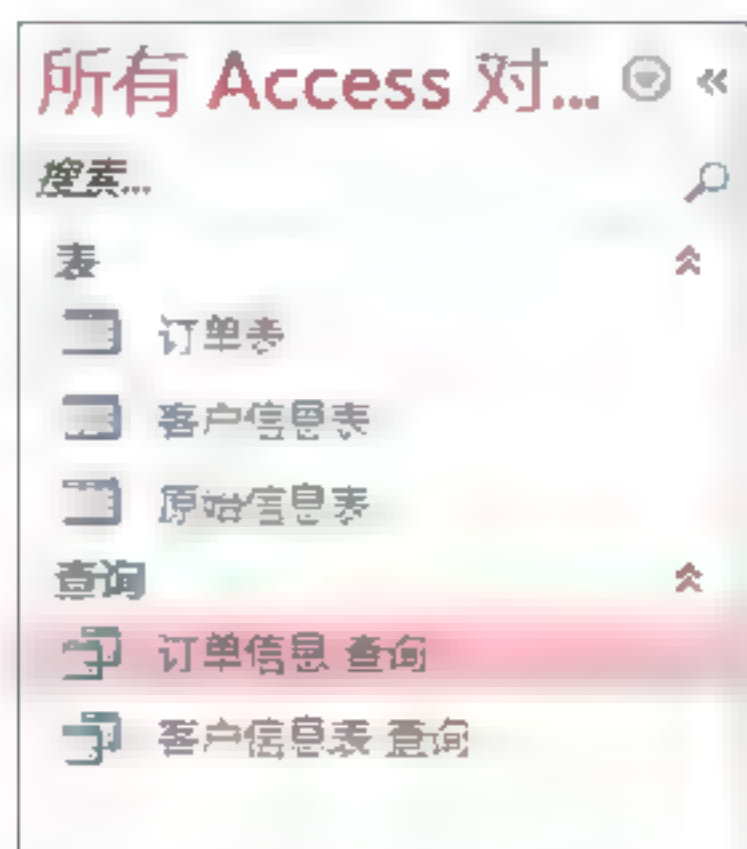 所有 Access 对...
搜索...
表
订单表
客户信息表
原始信息表
查询
订单信息 查询
客户信息表 查询